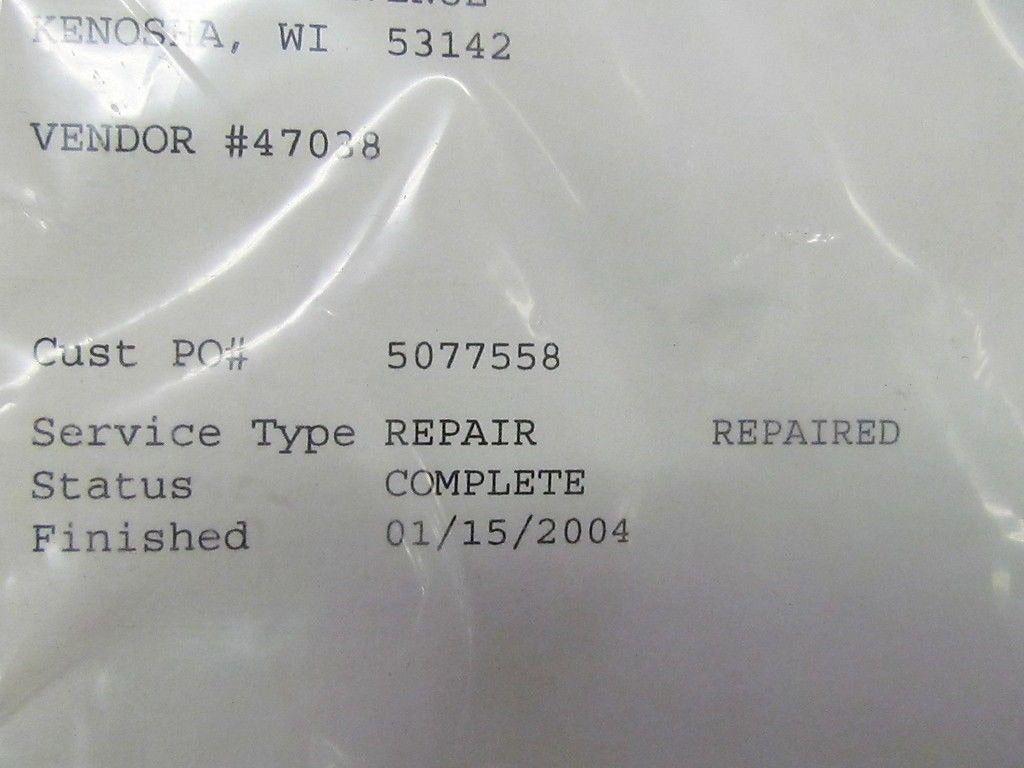 KENOSHA, WI 53142
VENDOR #47038
Cust PO# 5077558
Service Type REPAIR REPAIRED
Status COMPLETE
Finished 01/15/2004